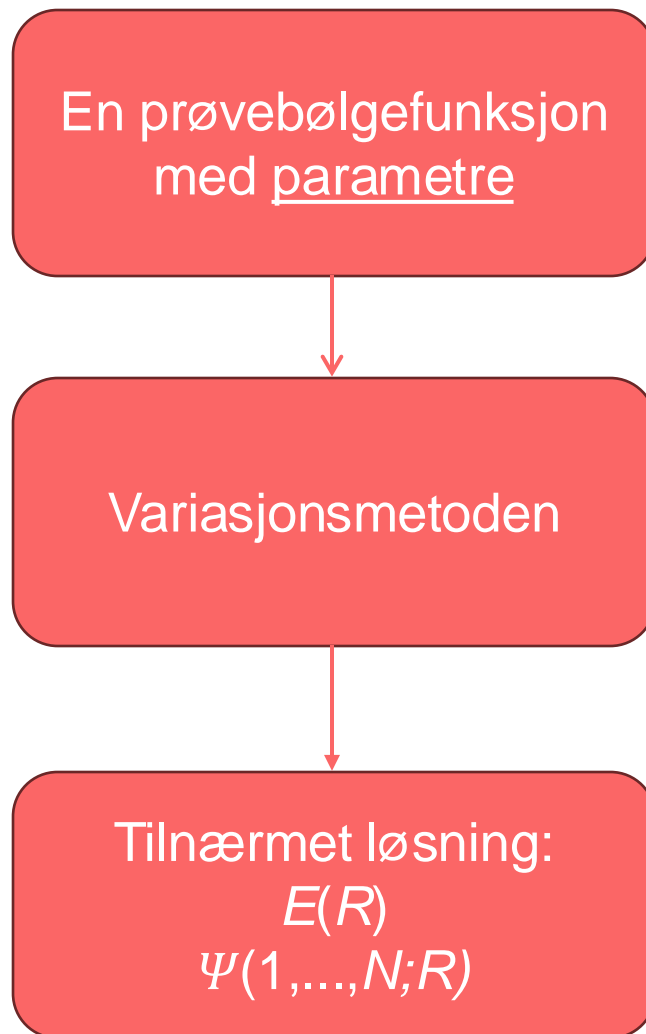 En prøvebølgefunksjon
med parametre
Variasjonsmetoden
Tilnærmet løsning:
E(R)
Ψ(1,...,N;R)